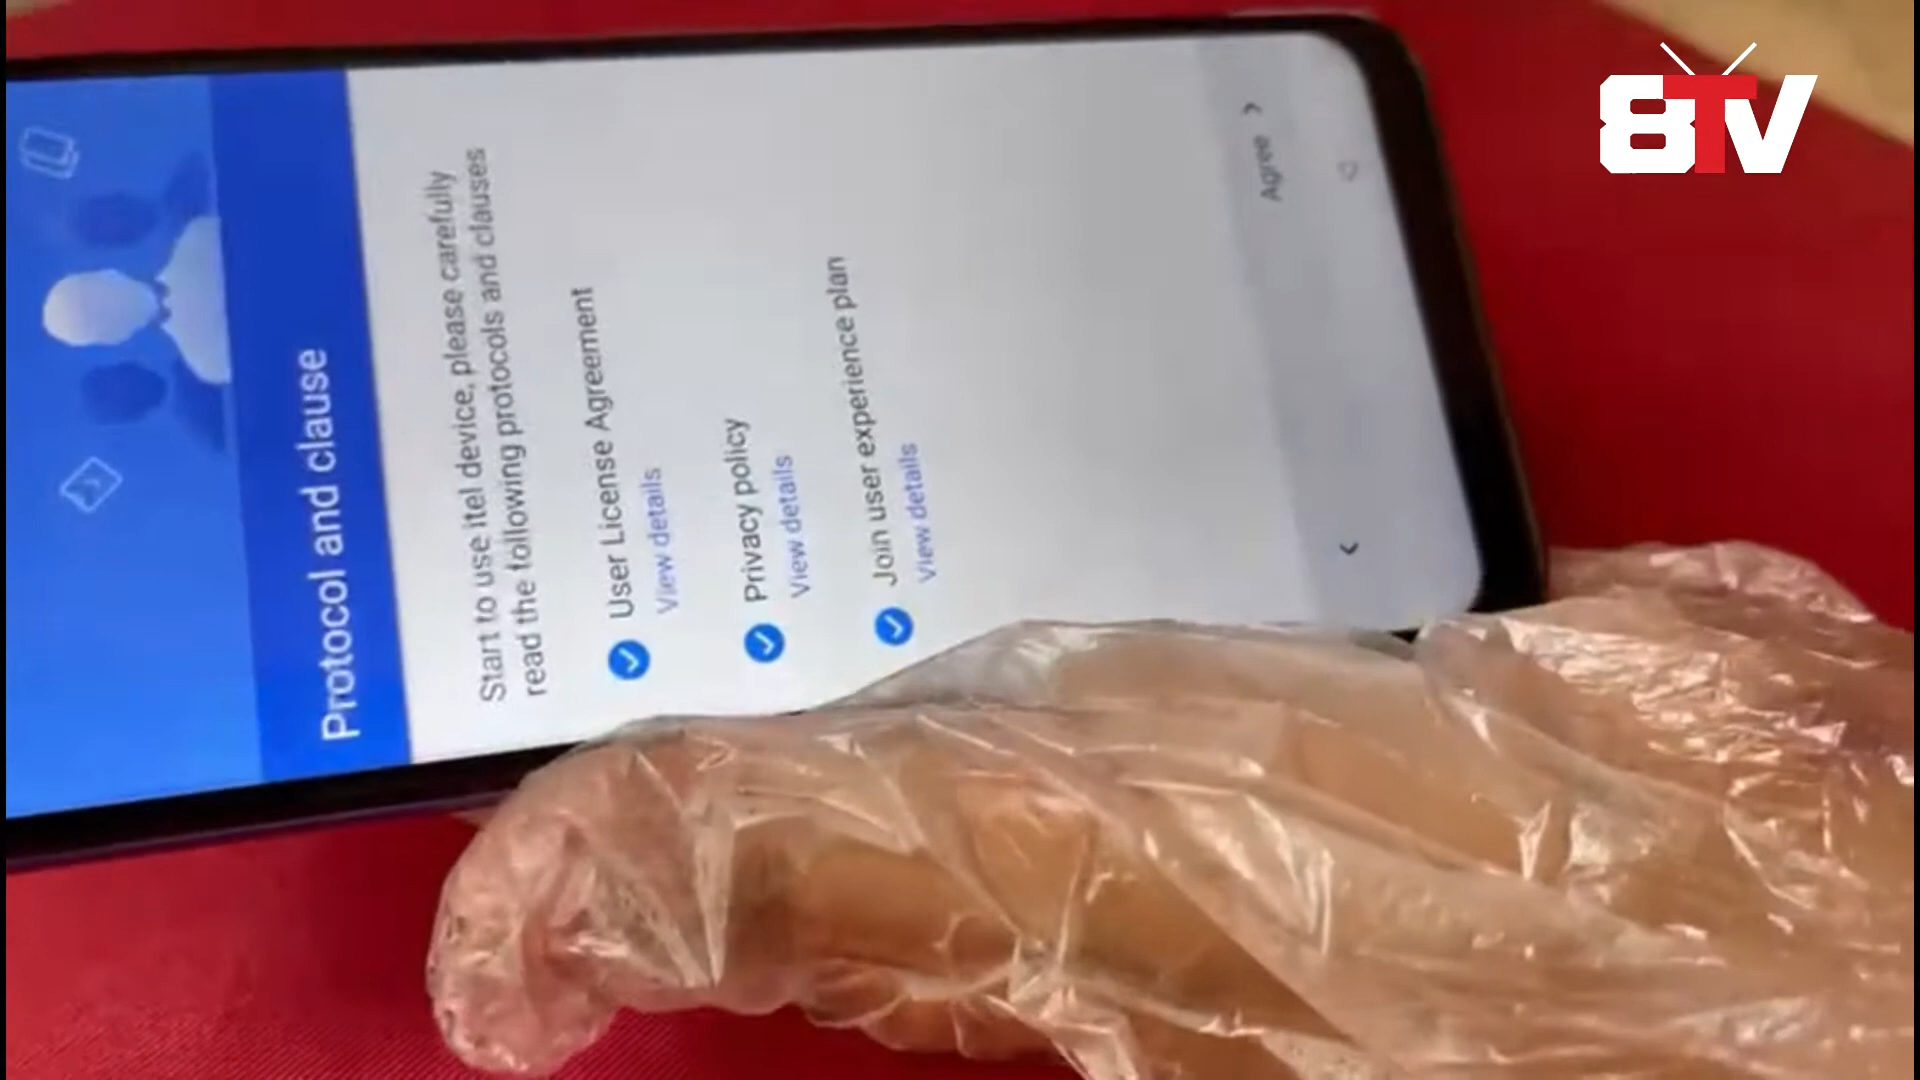 8TV
Protocol and clause
Start to use itel device, please carefully
read the following protocols and clauses
User License Agreement
View details
Privacy policy
View details
Join user experience plan
View details
Agree